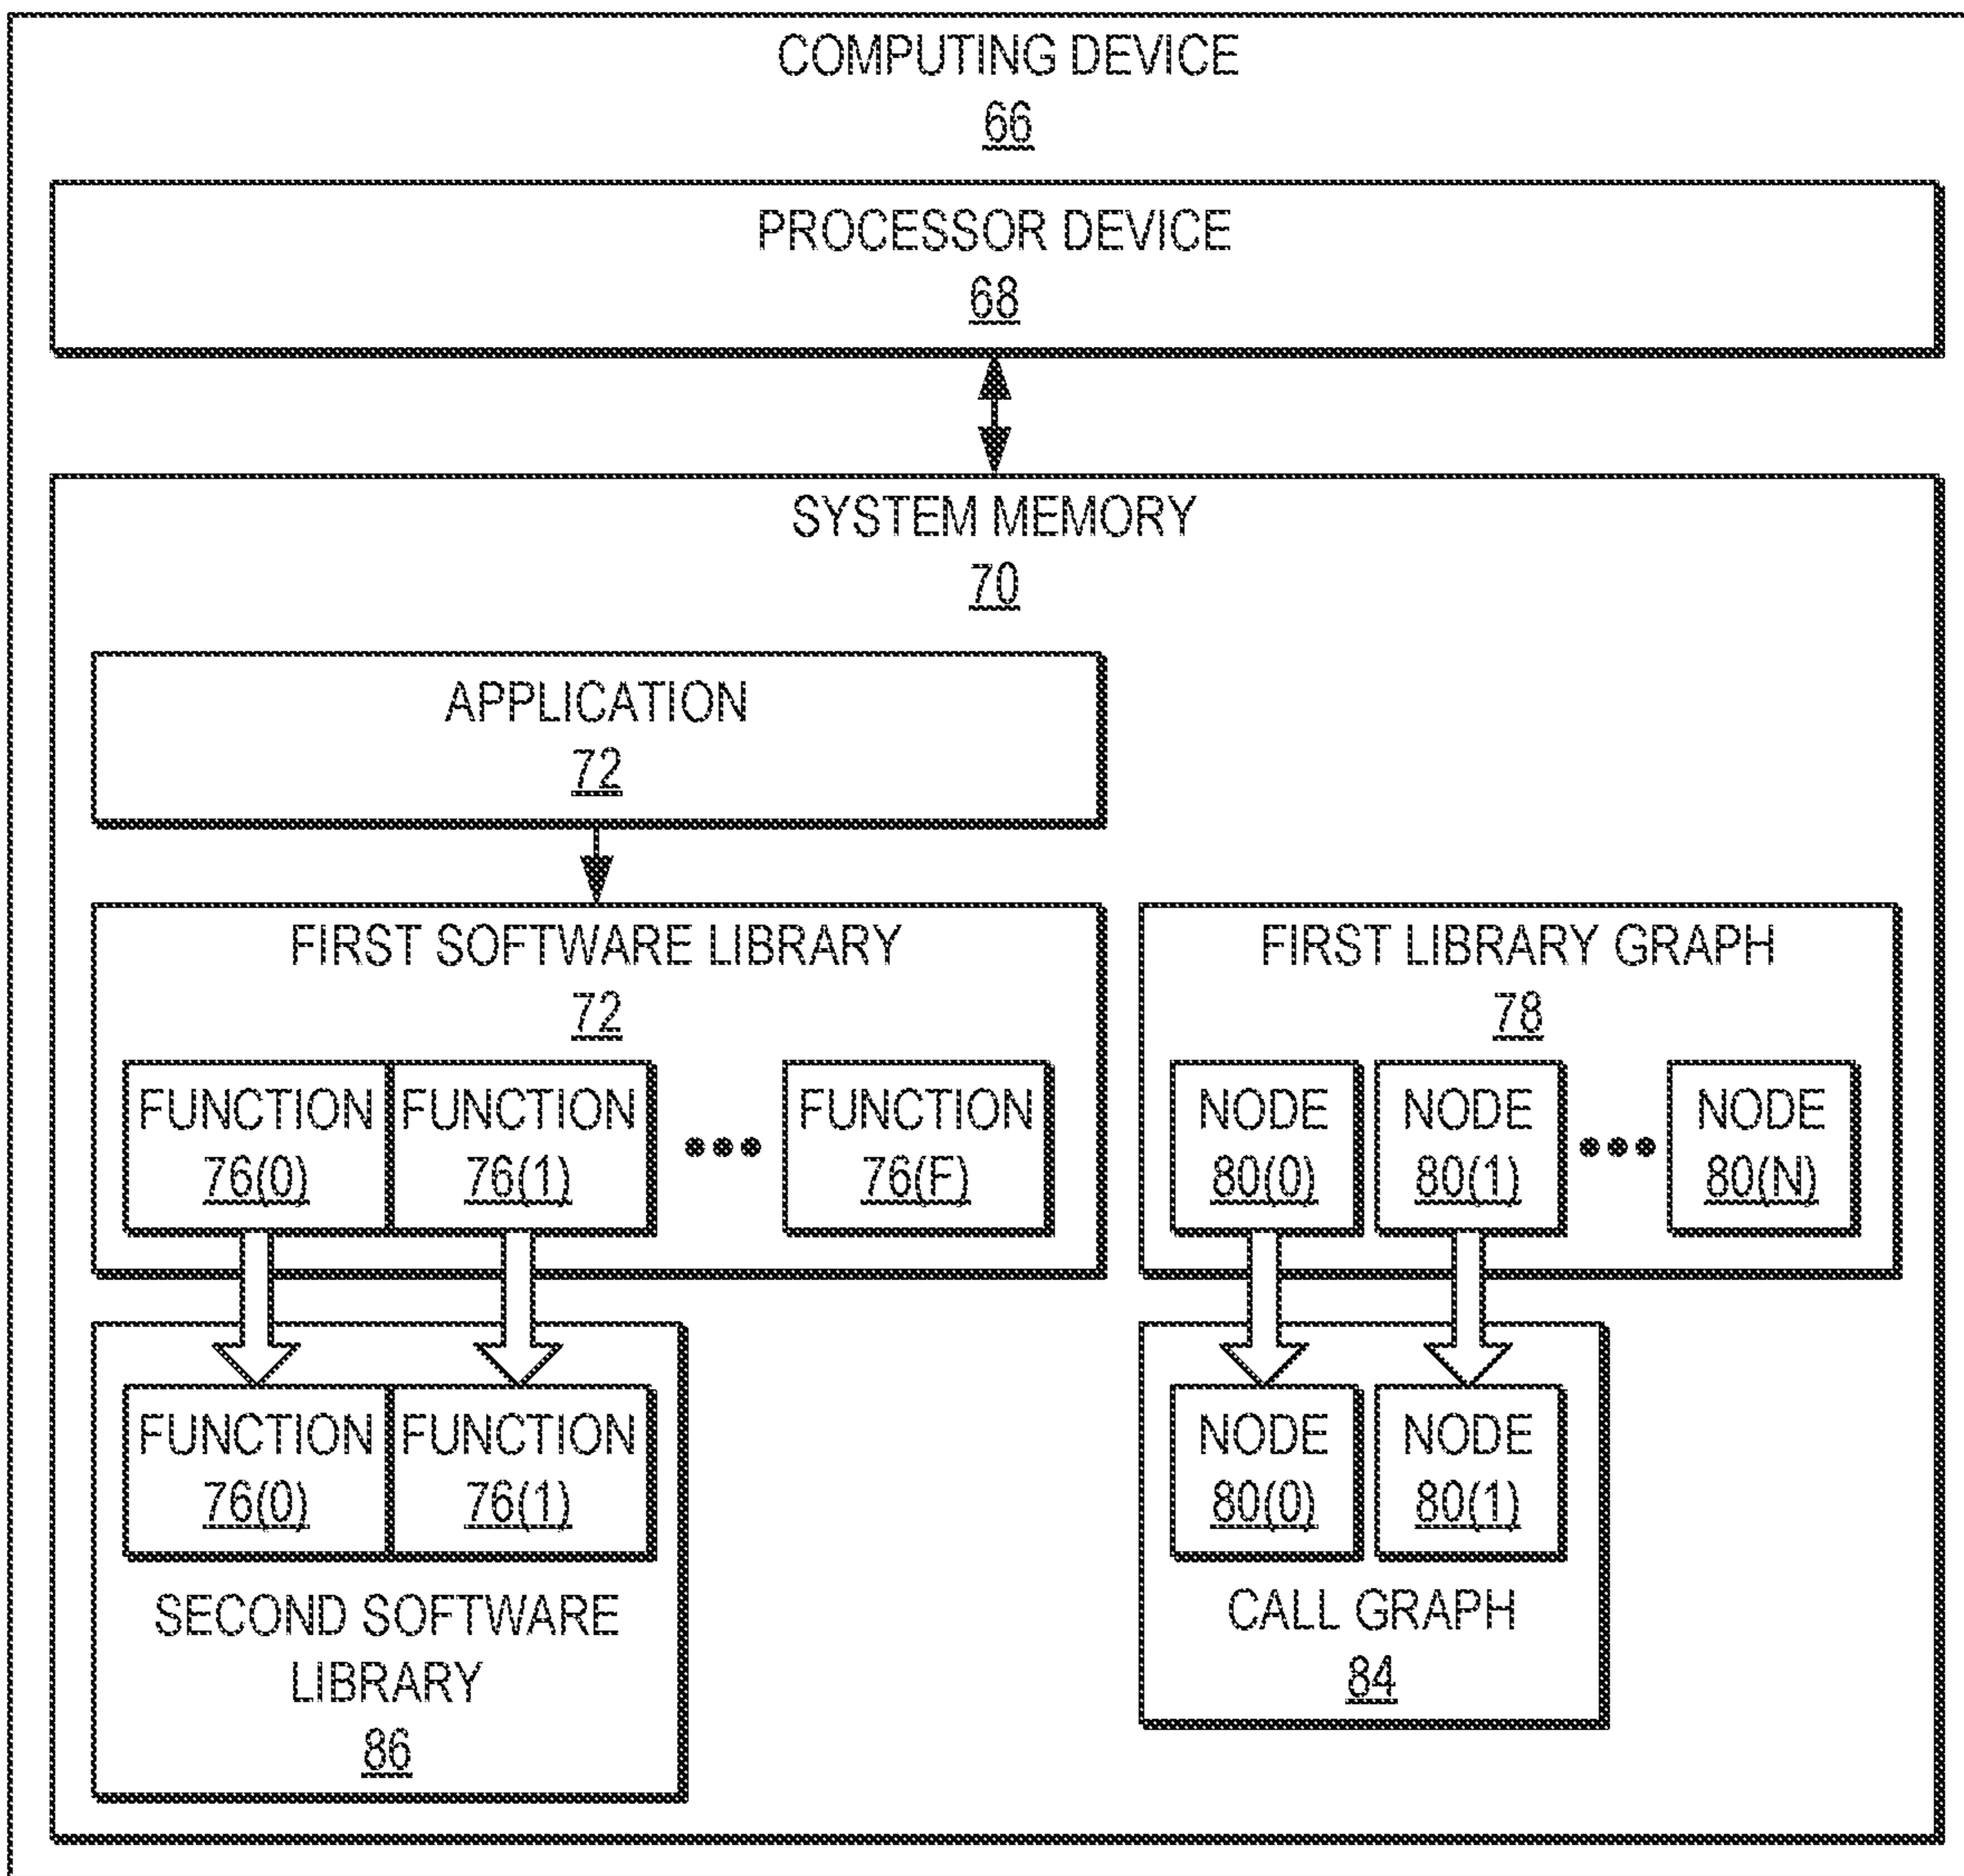 COMPUTING DEVICE
66
PROCESSOR DEVICE
68
SYSTEM MEMORY
70
APPLICATION
72
FIRST SOFTWARE LIBRARY
72
FUNCTION
76(0)
FUNCTION
76(1)
FUNCTION
76(F)
FIRST LIBRARY GRAPH
78
NODE
80(0)
NODE
80(1)
NODE
80(N)
FUNCTION
76(0)
FUNCTION
76(1)
SECOND SOFTWARE
LIBRARY
86
NODE
80(0)
NODE
80(1)
CALL GRAPH
84